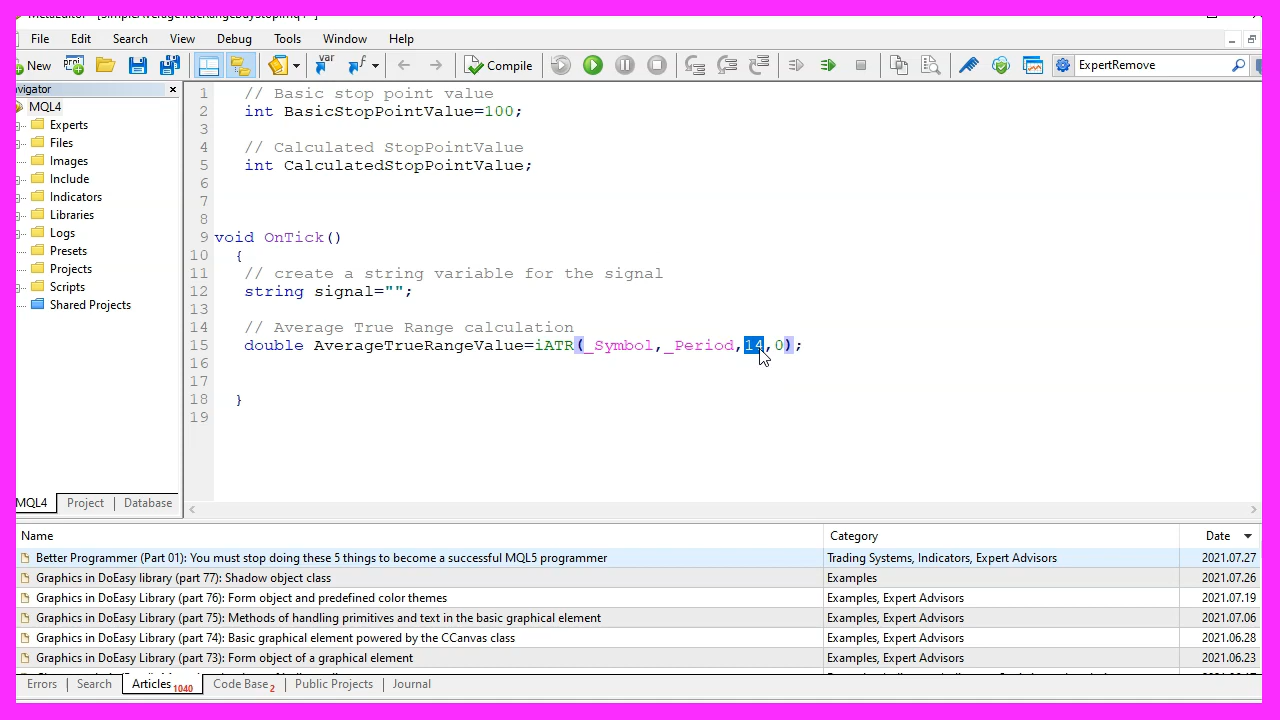 File Edit Search View Debug Tools Window Help
New Compile ExpertRemove
MQL4
Experts
Files
Images
Include
Indicators
Libraries
Logs
Presets
Projects
Scripts
Shared Projects
MQL4 Project Database
1 // Basic stop point value
2 int BasicStopPointValue=100;
3
4 // Calculated StopPointValue
5 int CalculatedStopPointValue;
6
7
8
9 void OnTick()
10 {
11 // create a string variable for the signal
12 string signal="";
13
14 // Average True Range calculation
15 double AverageTrueRangeValue=iATR(_Symbol,_Period,14,0);
16
17
18 }
19
Name Category Date
Better Programmer (Part 01): You must stop doing these 5 things to become a successful MQL5 programmer Trading Systems, Indicators, Expert Advisors 2021.07.27
Graphics in DoEasy library (part 77): Shadow object class Examples 2021.07.26
Graphics in DoEasy Library (part 76): Form object and predefined color themes Examples, Expert Advisors 2021.07.19
Graphics in DoEasy Library (part 75): Methods of handling primitives and text in the basic graphical element Examples, Expert Advisors 2021.07.06
Graphics in DoEasy Library (part 74): Basic graphical element powered by the CCanvas class Examples, Expert Advisors 2021.06.28
Graphics in DoEasy Library (part 73): Form object of a graphical element Examples, Expert Advisors 2021.06.23
Errors Search Articles 1040 Code Base 2 Public Projects Journal